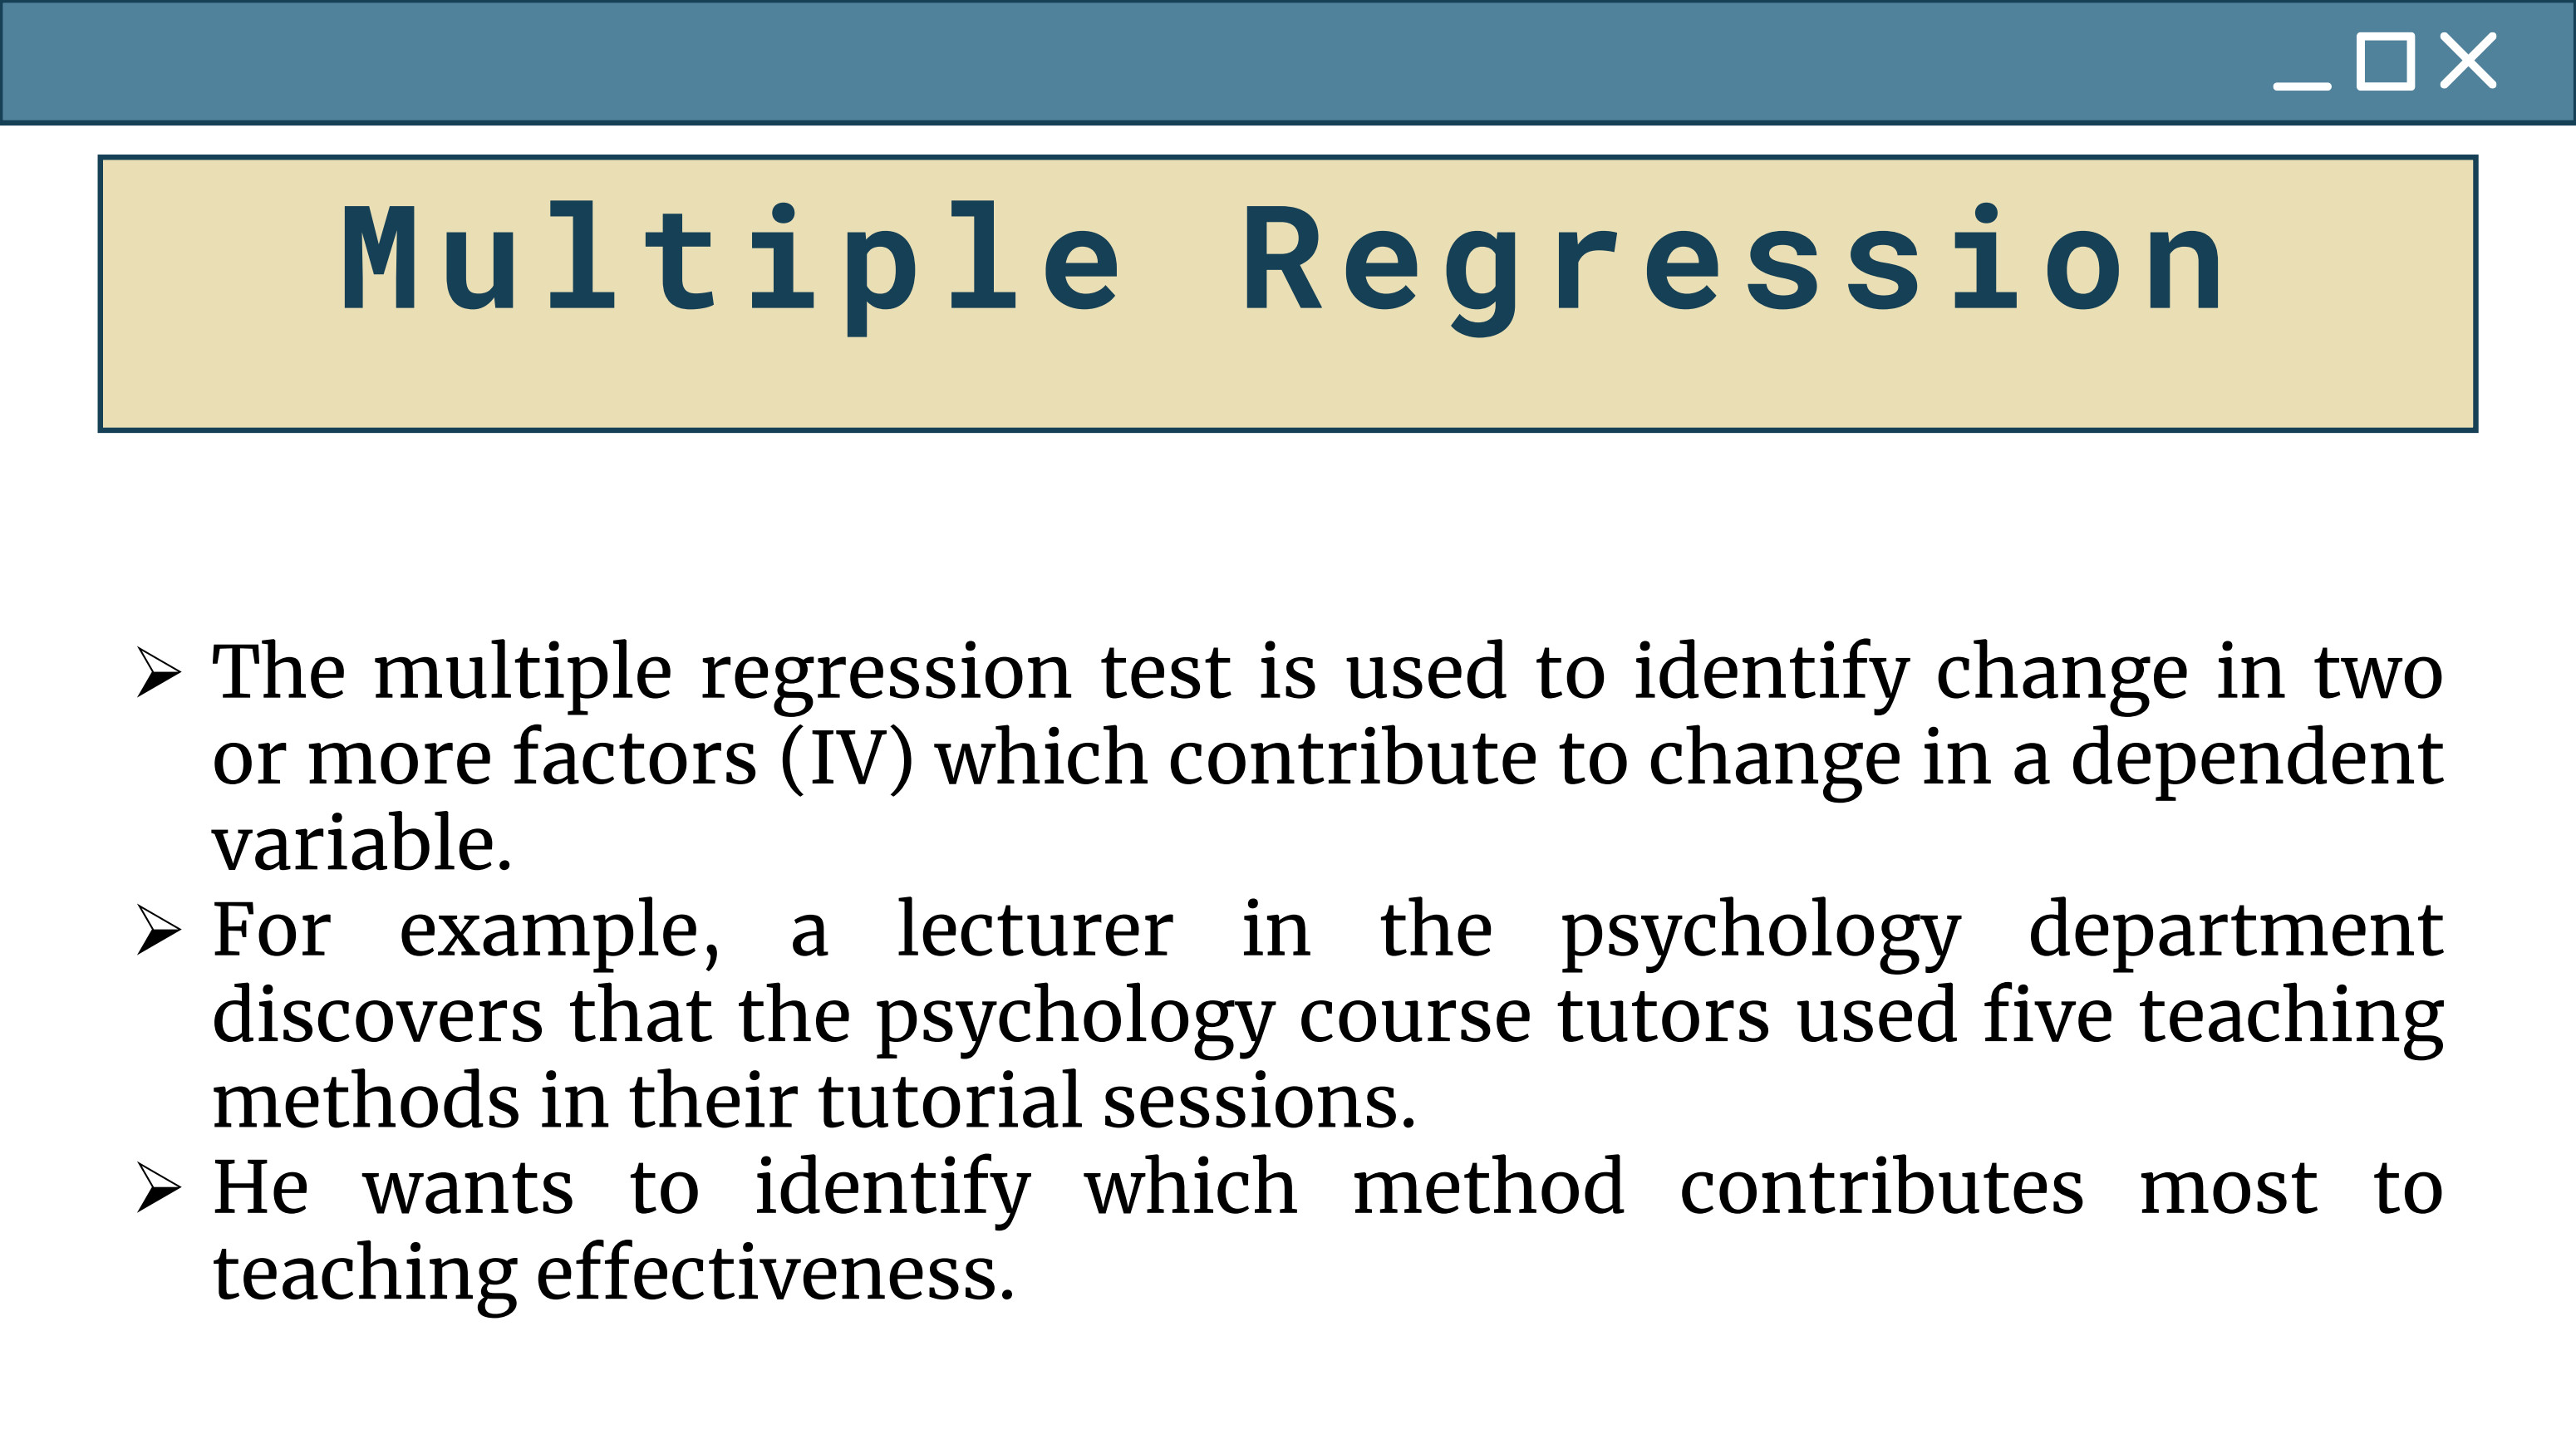 Multiple Regression
The multiple regression test is used to identify change in two
or more factors (IV) which contribute to change in a dependent
variable.
For example, a lecturer in the psychology department
discovers that the psychology course tutors used five teaching
methods in their tutorial sessions.
He wants to identify which method contributes most to
teaching effectiveness.